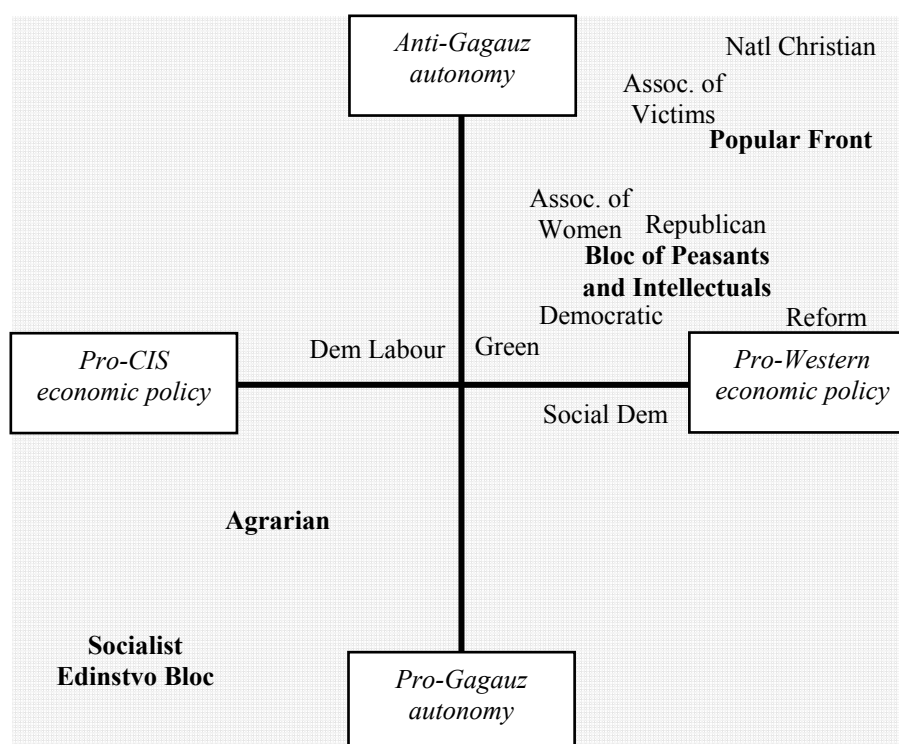 Anti-Gagauz
autonomy
Natl Christian
Assoc. of
Victims
Popular Front
Assoc. of
Women
Republican
Bloc of Peasants
and Intellectuals
Democratic
Reform
Dem Labour
Green
Pro-CIS
economic policy
Pro-Western
economic policy
Social Dem
Agrarian
Socialist
Edinstvo Bloc
Pro-Gagauz
autonomy